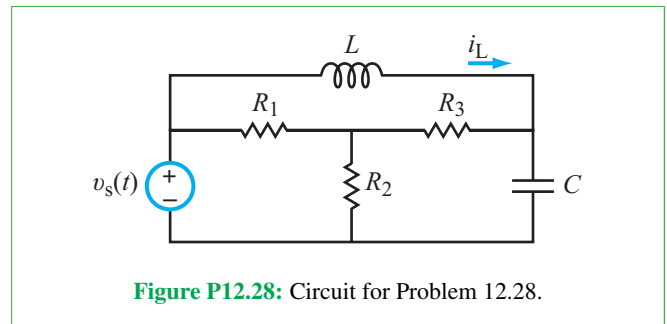 L
iL
R1
R3
vs(t)
+
−
R2
C
Figure P12.28: Circuit for Problem 12.28.